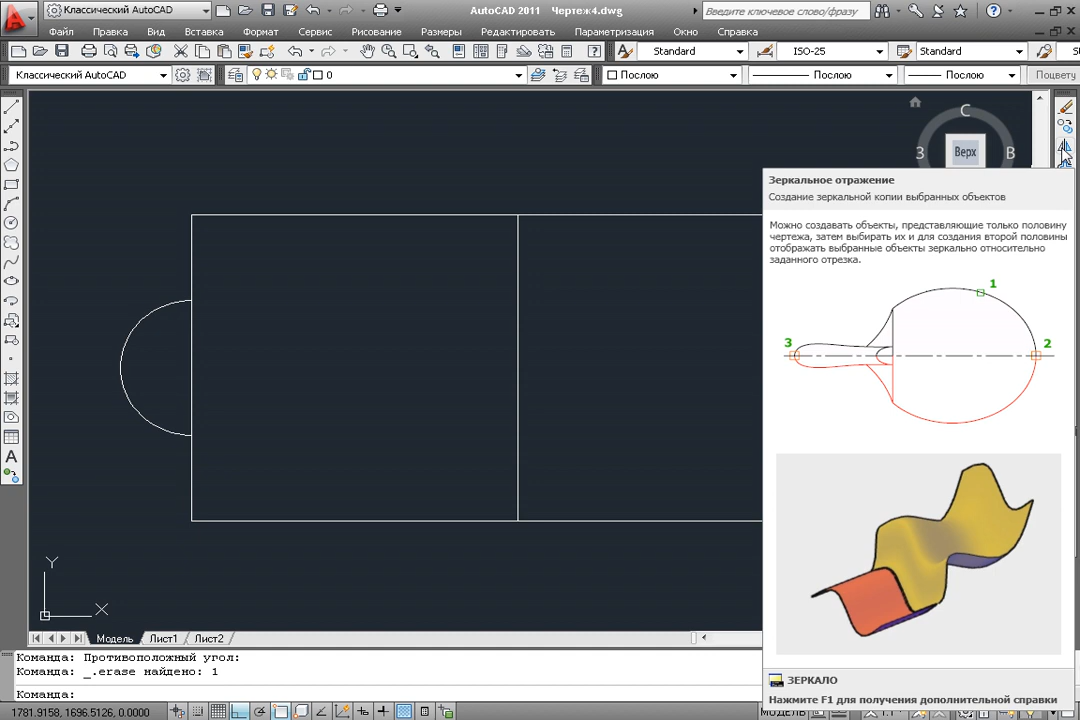 Классический AutoCAD
AutoCAD 2011 Чертеж4.dwg
Введите ключевое слово/фразу
Файл Правка Вид Вставка Формат Сервис Рисование Размеры Редактировать Параметризация Окно Справка
Standard ISO-25 Standard
Классический AutoCAD 0 Послою Послою Послою Поцвету
С
З Верх В
Зеркальное отражение
Создание зеркальной копии выбранных объектов
Можно создавать объекты, представляющие только половину
чертежа, затем выбирать их и для создания второй половины
отображать выбранные объекты зеркально относительно
заданного отрезка.
1
3 2
Y
X
Модель Лист1 Лист2
Команда: Противоположный угол:
Команда: _.erase найдено: 1
Команда:
ЗЕРКАЛО
Нажмите F1 для получения дополнительной справки
1781.9158, 1696.5126, 0.0000